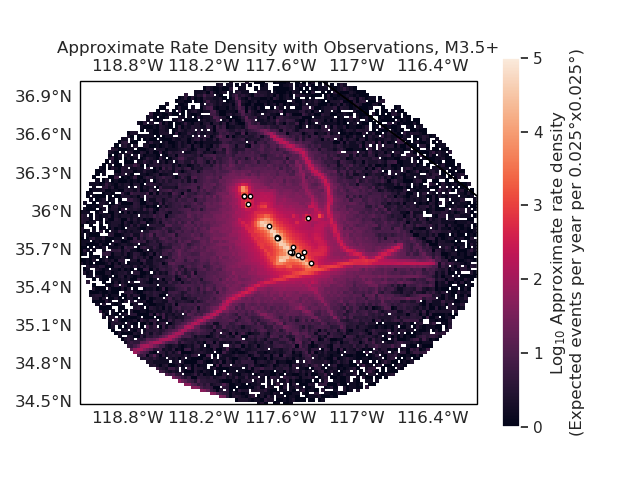 Approximate Rate Density with Observations, M3.5+
118.8°W 118.2°W 117.6°W 117°W 116.4°W
36.9°N
36.6°N
36.3°N
36°N
35.7°N
35.4°N
35.1°N
34.8°N
34.5°N
118.8°W 118.2°W 117.6°W 117°W 116.4°W
5
4
3
2
1
0
Log₁₀ Approximate rate density
(Expected events per year per 0.025°x0.025°)